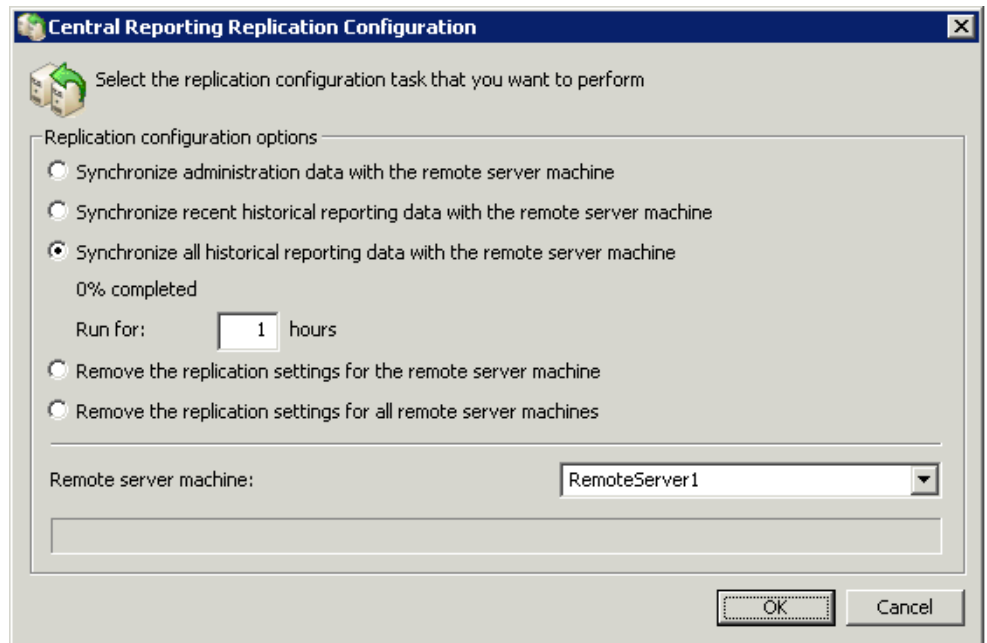 Central Reporting Replication Configuration
Select the replication configuration task that you want to perform
Replication configuration options
Synchronize administration data with the remote server machine
Synchronize recent historical reporting data with the remote server machine
Synchronize all historical reporting data with the remote server machine
0% completed
Run for: 1 hours
Remove the replication settings for the remote server machine
Remove the replication settings for all remote server machines
Remote server machine: RemoteServer1
OK Cancel